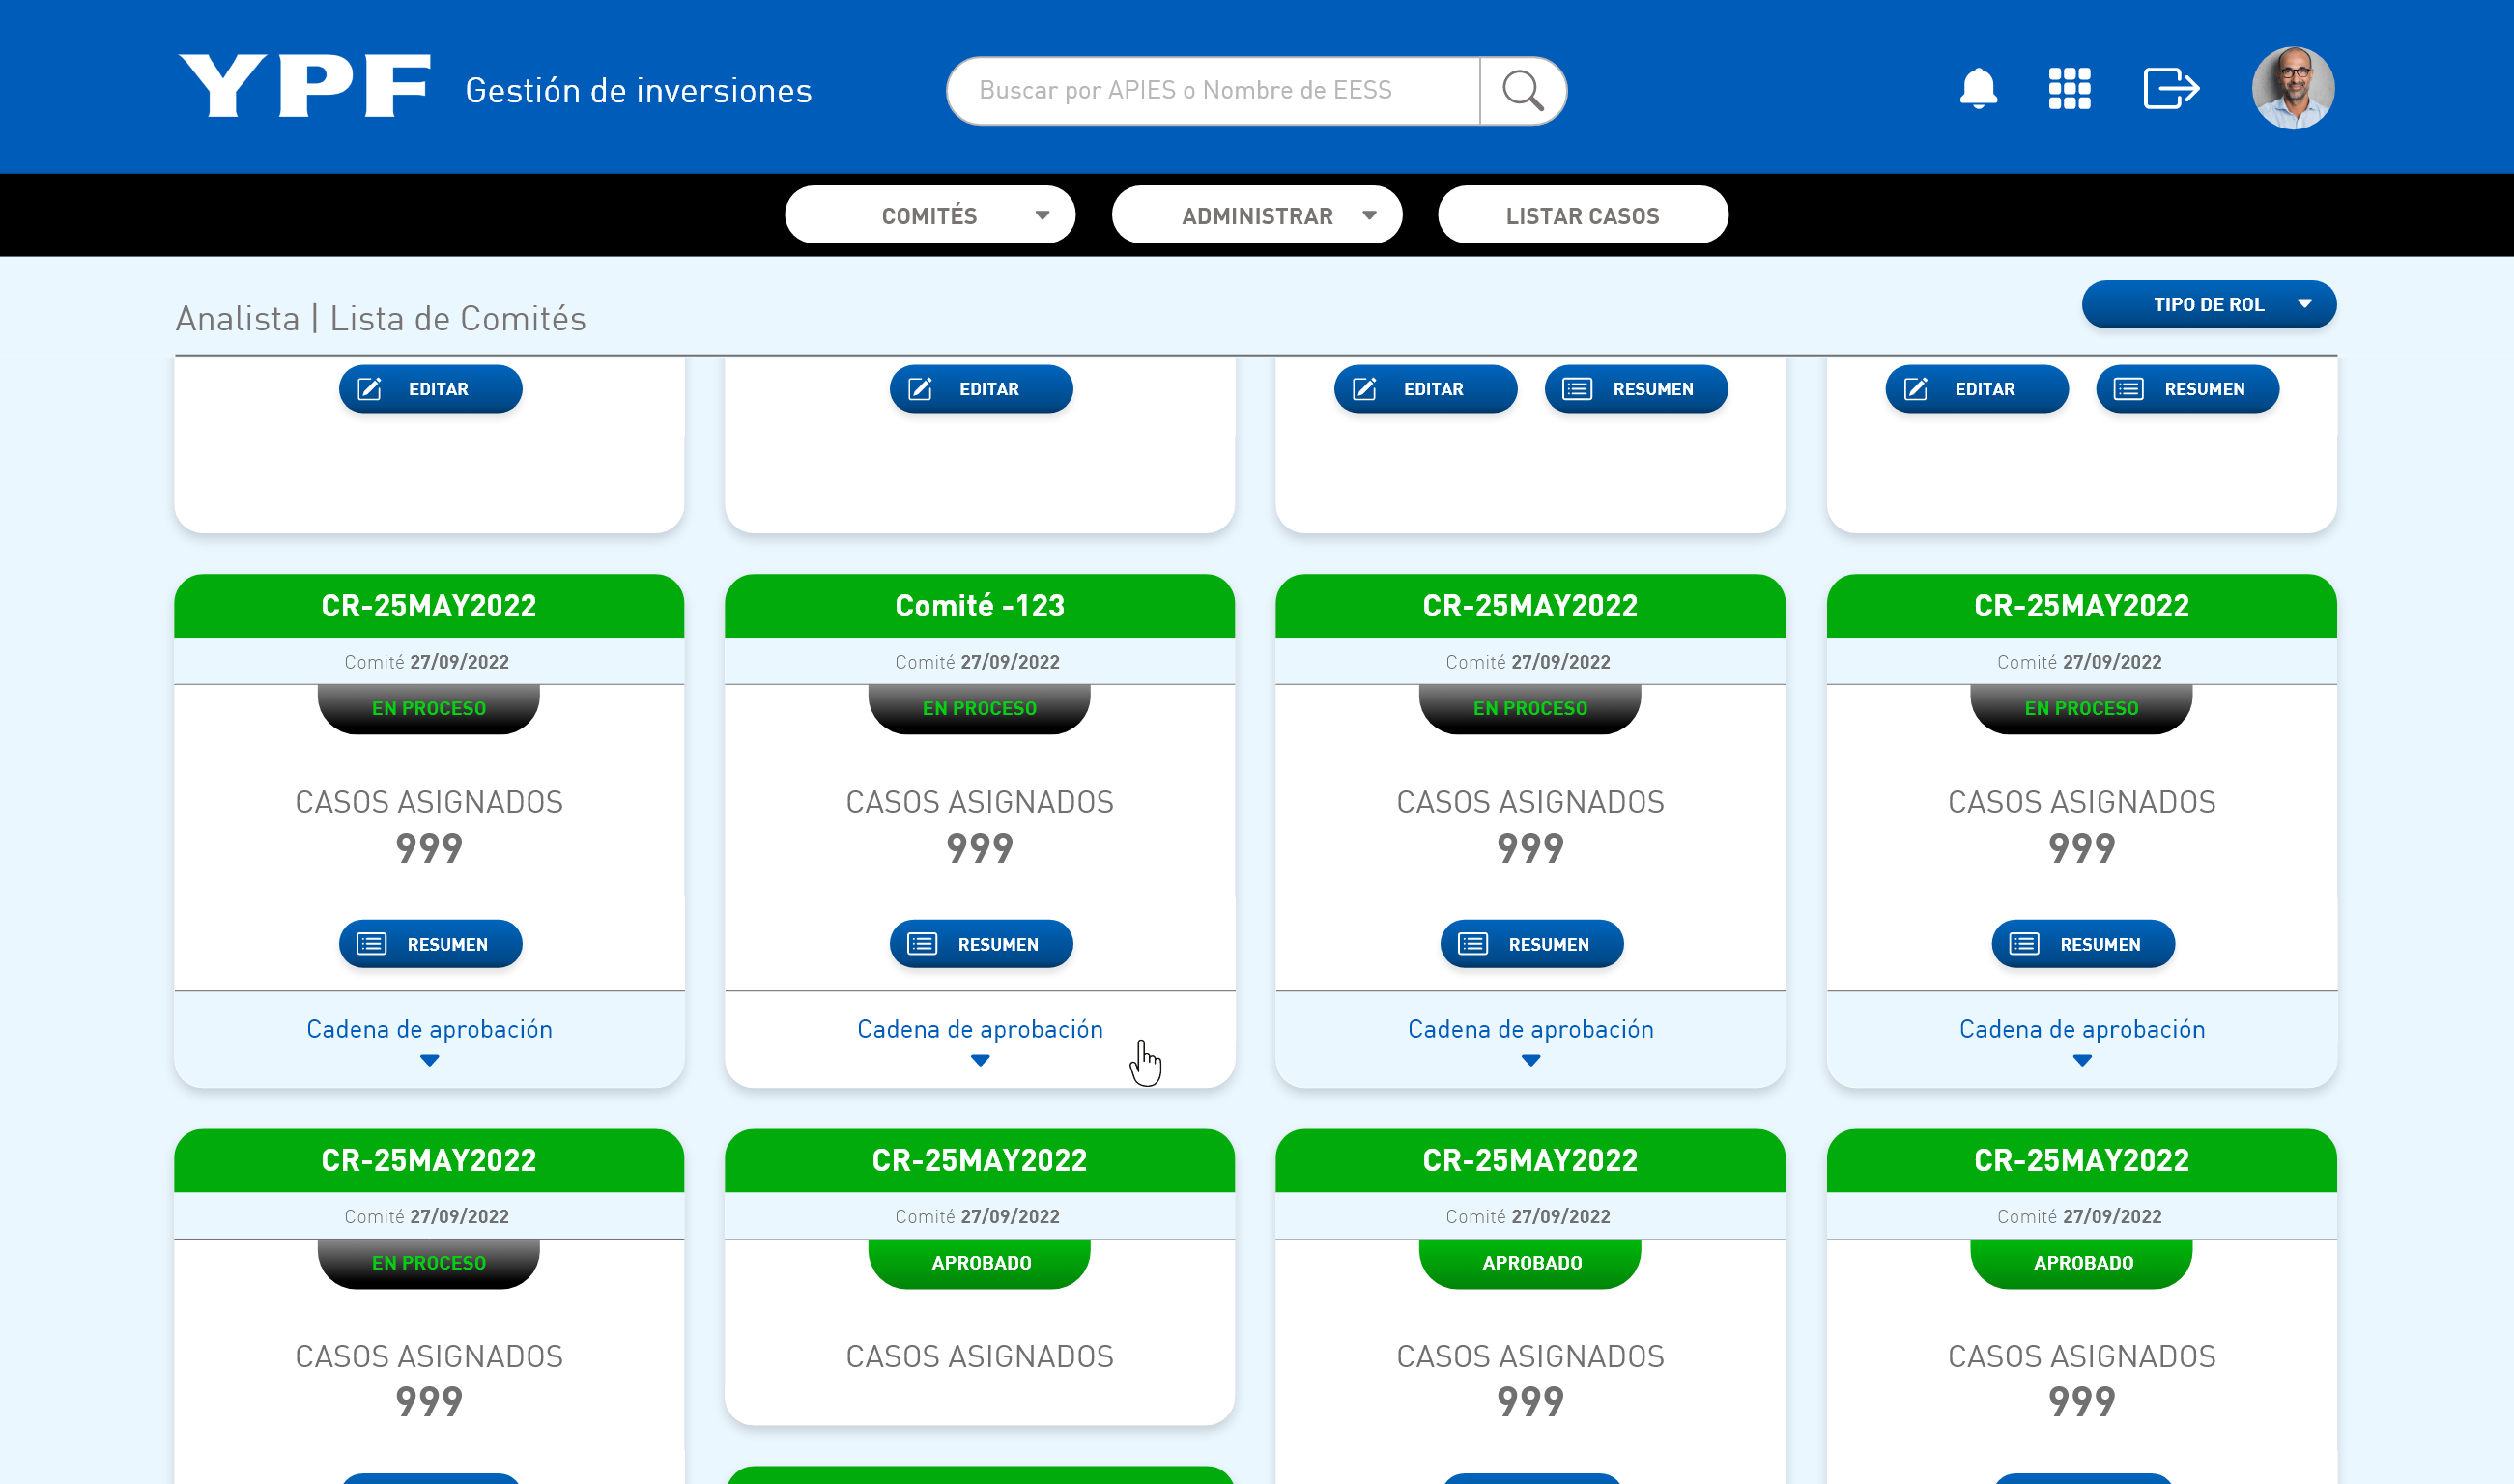 YPF Gestión de inversiones
Buscar por APIES o Nombre de EESS
COMITÉS ADMINISTRAR LISTAR CASOS
Analista | Lista de Comités
TIPO DE ROL
EDITAR EDITAR EDITAR RESUMEN EDITAR RESUMEN
CR-25MAY2022 Comité -123 CR-25MAY2022 CR-25MAY2022
Comité 27/09/2022 Comité 27/09/2022 Comité 27/09/2022 Comité 27/09/2022
EN PROCESO EN PROCESO EN PROCESO EN PROCESO
CASOS ASIGNADOS CASOS ASIGNADOS CASOS ASIGNADOS CASOS ASIGNADOS
999 999 999 999
RESUMEN RESUMEN RESUMEN RESUMEN
Cadena de aprobación Cadena de aprobación Cadena de aprobación Cadena de aprobación
CR-25MAY2022 CR-25MAY2022 CR-25MAY2022 CR-25MAY2022
Comité 27/09/2022 Comité 27/09/2022 Comité 27/09/2022 Comité 27/09/2022
EN PROCESO APROBADO APROBADO APROBADO
CASOS ASIGNADOS CASOS ASIGNADOS CASOS ASIGNADOS CASOS ASIGNADOS
999 999 999